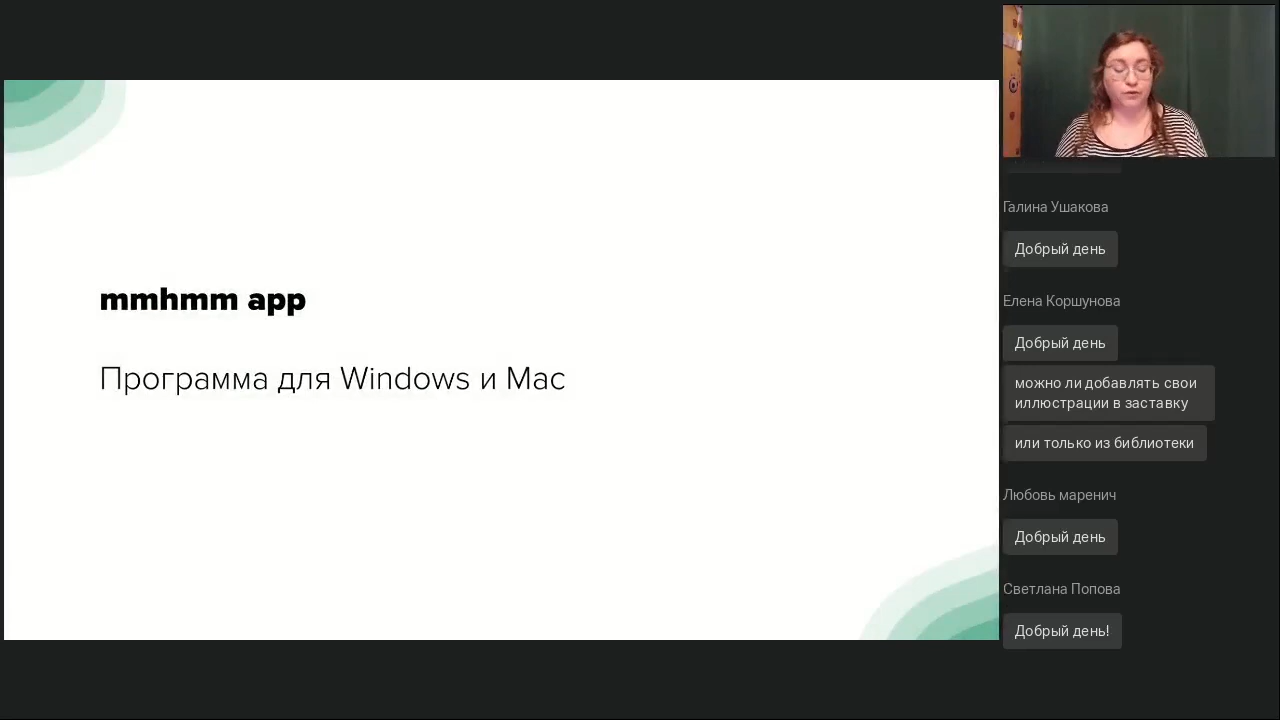 mmhmm app
Программа для Windows и Mac
Галина Ушакова
Добрый день
Елена Коршунова
Добрый день
можно ли добавлять свои
иллюстрации в заставку
или только из библиотеки
Любовь маренич
Добрый день
Светлана Попова
Добрый день!